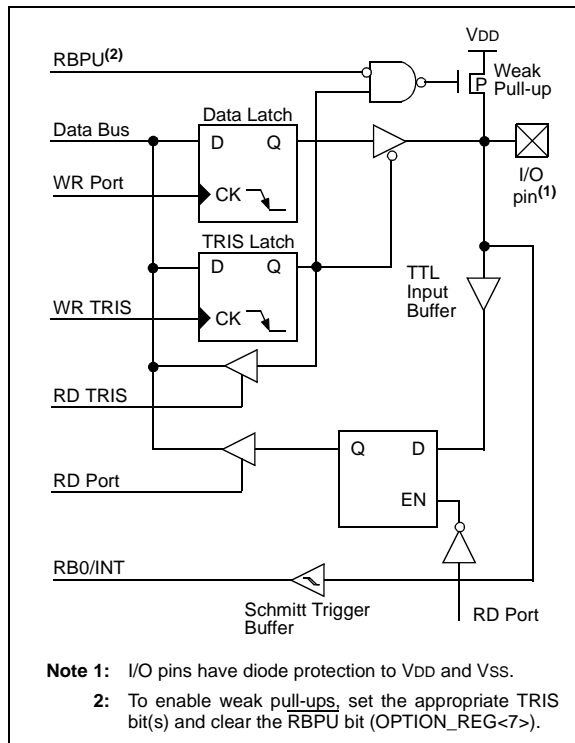 VDD
RBPU(2)
P
Weak
Pull-up
Data Latch
Data Bus
D
Q
WR Port
CK
I/O
pin(1)
TRIS Latch
D
Q
TTL
Input
Buffer
WR TRIS
CK
RD TRIS
Q
D
RD Port
EN
RB0/INT
Schmitt Trigger
Buffer
RD Port
Note 1: I/O pins have diode protection to VDD and VSS.
2: To enable weak pull-ups, set the appropriate TRIS
bit(s) and clear the R̅B̅P̅U̅ bit (OPTION_REG<7>).